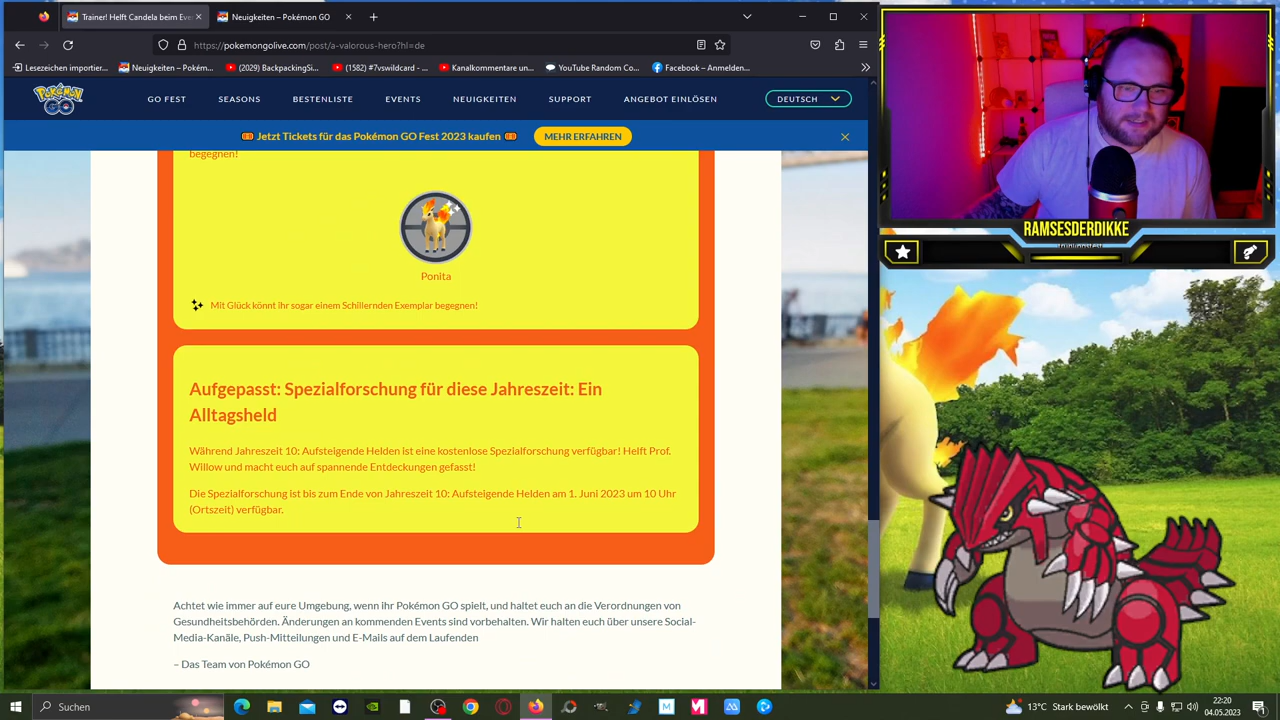 Trainer! Helft Candela beim Eve
Neuigkeiten – Pokémon GO
https://pokemongolive.com/post/a-valorous-hero?hl=de
Lesezeichen importier...
Neuigkeiten – Pokém...
(2029) BackpackingSi...
(1582) #7vswildcard - ...
Kanalkommentare un...
YouTube Random Co...
Facebook – Anmelden...
Pokémon GO
GO FEST
SEASONS
BESTENLISTE
EVENTS
NEUIGKEITEN
SUPPORT
ANGEBOT EINLÖSEN
DEUTSCH
Jetzt Tickets für das Pokémon GO Fest 2023 kaufen
MEHR ERFAHREN
begegnen!
Ponita
Mit Glück könnt ihr sogar einem Schillernden Exemplar begegnen!
Aufgepasst: Spezialforschung für diese Jahreszeit: Ein
Alltagsheld
Während Jahreszeit 10: Aufsteigende Helden ist eine kostenlose Spezialforschung verfügbar! Helft Prof.
Willow und macht euch auf spannende Entdeckungen gefasst!
Die Spezialforschung ist bis zum Ende von Jahreszeit 10: Aufsteigende Helden am 1. Juni 2023 um 10 Uhr
(Ortszeit) verfügbar.
Achtet wie immer auf eure Umgebung, wenn ihr Pokémon GO spielt, und haltet euch an die Verordnungen von
Gesundheitsbehörden. Änderungen an kommenden Events sind vorbehalten. Wir halten euch über unsere Social-
Media-Kanäle, Push-Mitteilungen und E-Mails auf dem Laufenden
– Das Team von Pokémon GO
RAMSESDERDIKKE
Suchen
13°C Stark bewölkt
22:20
04.05.2023